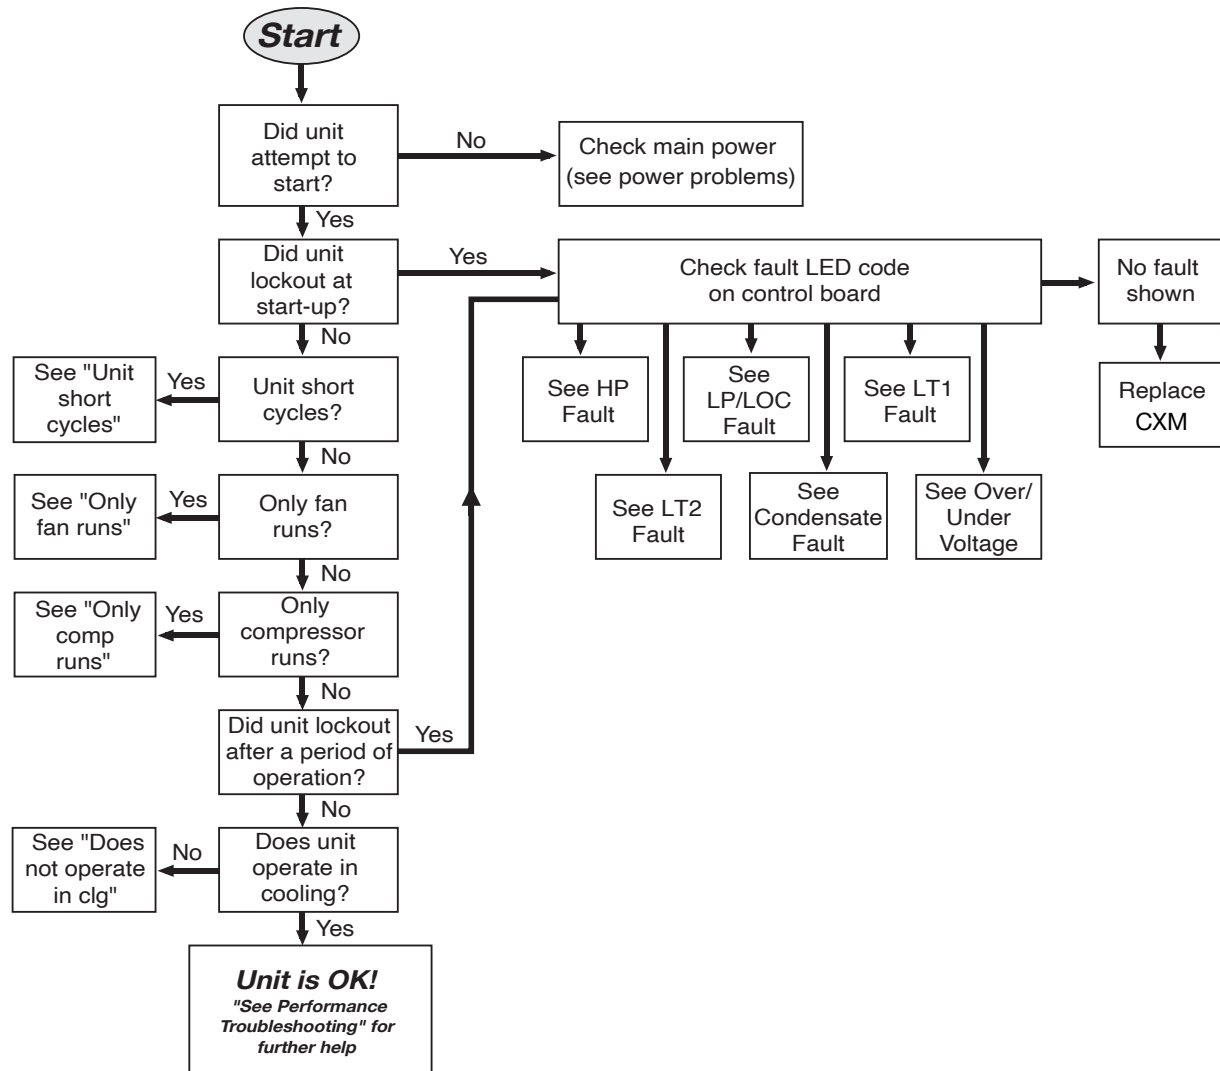 Start
Did unit
attempt to
start?
No
Check main power
(see power problems)
Yes
Did unit
lockout at
start-up?
Yes
Check fault LED code
on control board
No fault
shown
No
See "Unit
short
cycles"
Yes
Unit short
cycles?
See HP
Fault
See
LP/LOC
Fault
See LT1
Fault
Replace
CXM
No
See "Only
fan runs"
Yes
Only fan
runs?
See LT2
Fault
See
Condensate
Fault
See Over/
Under
Voltage
No
See "Only
comp
runs"
Yes
Only
compressor
runs?
No
Did unit lockout
after a period of
operation?
Yes
No
See "Does
not operate
in clg"
No
Does unit
operate in
cooling?
Yes
Unit is OK!
"See Performance
Troubleshooting" for
further help